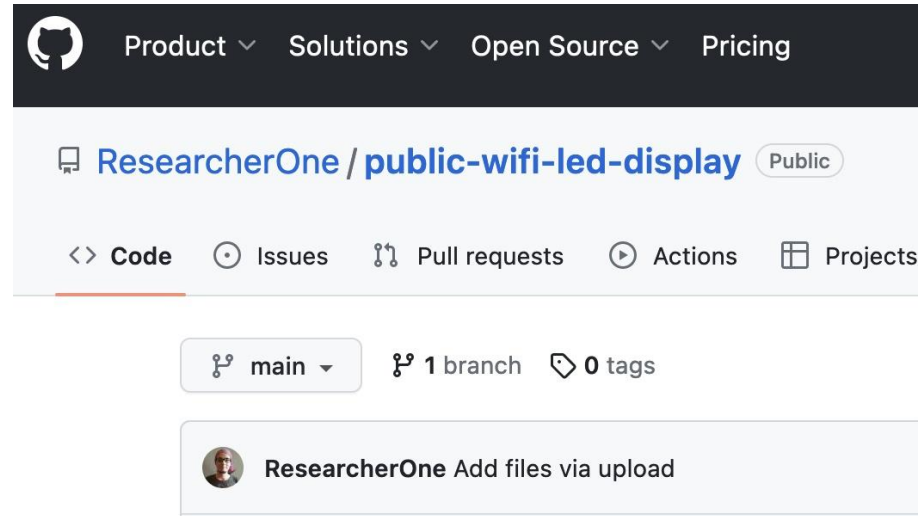 Product Solutions Open Source Pricing
ResearcherOne / public-wifi-led-display Public
<> Code Issues Pull requests Actions Projects
main 1 branch 0 tags
ResearcherOne Add files via upload